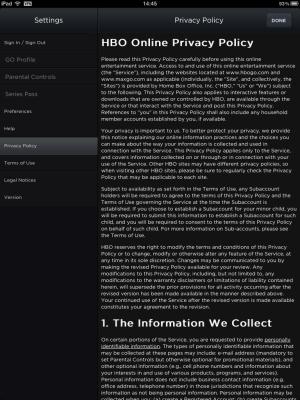 iPad VPN 14:45 93%
Settings
Privacy Policy
DONE
Sign in / Sign Out
GO Profile
Parental Controls
Series Pass
Preferences
Help
Privacy Policy
Terms of Use
Legal Notices
Version
HBO Online Privacy Policy
Please read this Privacy Policy carefully before using this online
entertainment service. Access to and use of this online entertainment service
(the "Service"), including the websites located at www.hbogo.com and
www.maxgo.com as applicable (individually, the "Site", and collectively, the
"Sites") is provided by Home Box Office, Inc. ("HBO," "Us" or "We") subject
to the following. This Privacy Policy also applies to interactive features or
downloads that are owned or controlled by HBO, are available through the
Service or that interact with the Service and post this Privacy Policy.
References to "you" in this Privacy Policy shall also include any household
member accounts established by you, if available.
Your privacy is important to us. To better protect your privacy, we provide
this notice explaining our online information practices and the choices you
can make about the way your information is collected and used in
connection with the Service. This Privacy Policy applies only to the Service,
and covers information collected on or through or in connection with your
use of the Service. Other HBO sites may have different privacy policies, so
when visiting other HBO sites, please be sure to regularly check the Privacy
Policy that may be applicable to each site.
Subject to availability as set forth in the Terms of Use, any Subaccount
holders will be required to agree to the terms of this Privacy Policy and the
Terms of Use governing the Service at the time the Subaccount is
established. If you choose to establish a Subaccount for your minor child, you
will be required to submit this information to establish a Subaccount for such
child, and you will be required to consent to the terms of this Privacy Policy
on behalf of such child. For more information on Sub-accounts, please see
the Terms of Use.
HBO reserves the right to modify the terms and conditions of this Privacy
Policy or to change, modify or otherwise alter any feature of the Service, at
any time in its sole discretion. Changes may be communicated to you by
making the revised Privacy Policy available for your review. Any
modifications to this Privacy Policy, including, but not limited to, any
modifications to the warranty disclaimers or limitations of liability contained
herein, will supersede the prior provisions for all activity occurring after the
revised version has been made available in the manner described above.
Your continued use of the Service after the revised version is made available
constitutes your agreement to the revision.
1. The Information We Collect
On certain portions of the Service, you are requested to provide personally
identifiable information. The types of personally identifiable information that
may be collected at these pages may include: e-mail address (mandatory to
set Parental Controls but otherwise optional for promotional materials), and
other optional information (e.g., cell phone numbers and information about
your interests in and use of various products, programs, and services).
Personal information does not include business contact information (e.g.
office address, telephone number) in those jurisdictions that recognize such
information as not being personal information. Personal information may be
collected when you: create a Registered Account (to create Subaccounts